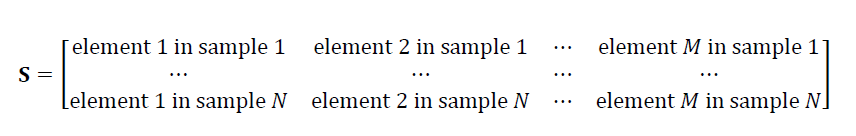 element 1 in sample 1 element 2 in sample 1 ⋯ element M in sample 1
S = ⋯ ⋯ ⋯ ⋯
element 1 in sample N element 2 in sample N ⋯ element M in sample N